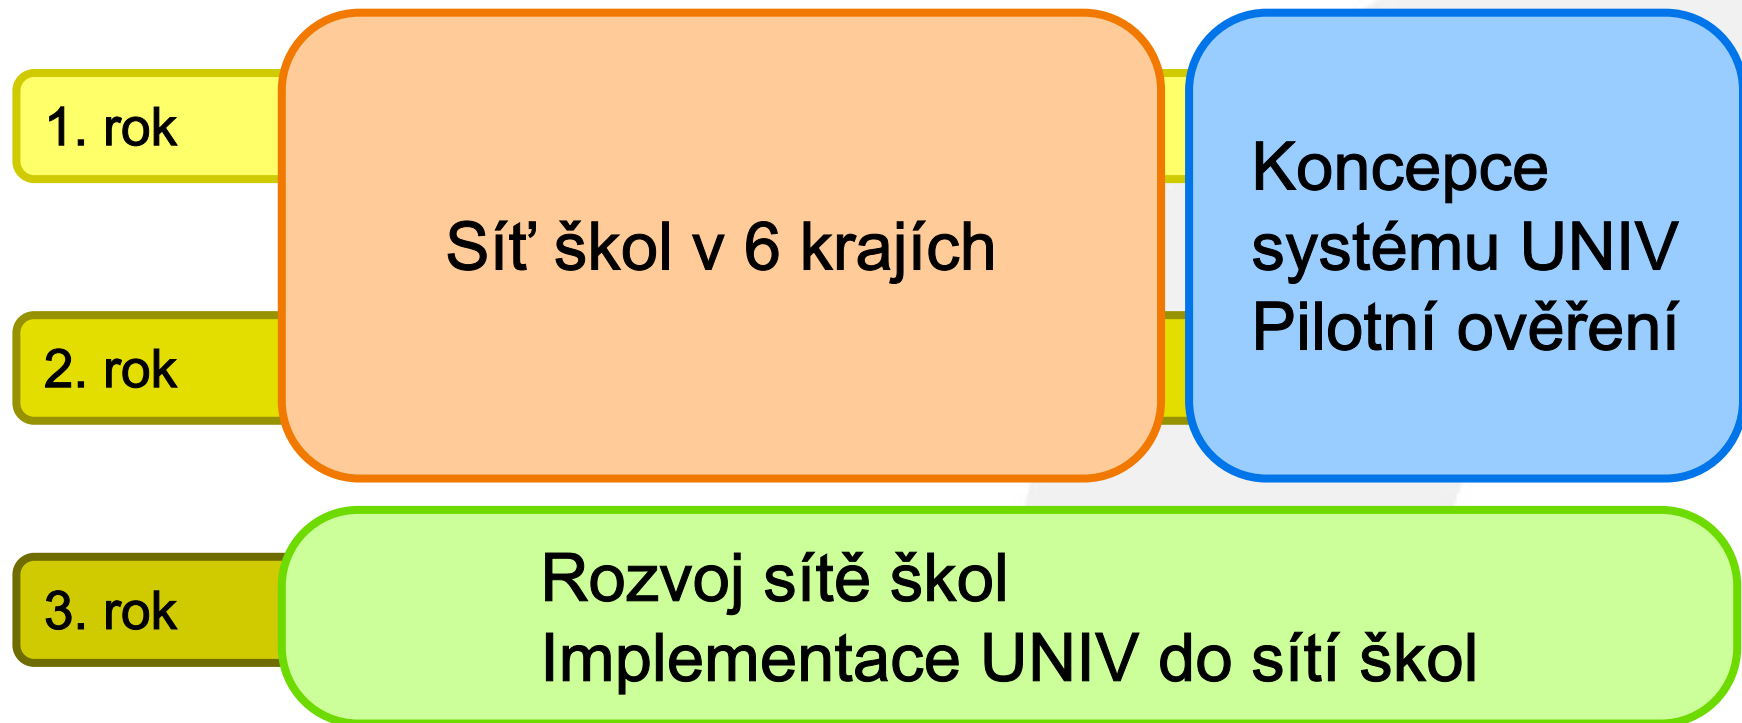 1. rok
Síť škol v 6 krajích
Koncepce
systému UNIV
Pilotní ověření
2. rok
3. rok
Rozvoj sítě škol
Implementace UNIV do sítí škol